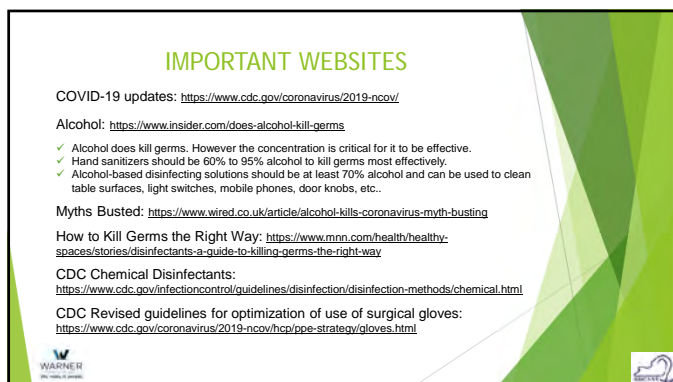 IMPORTANT WEBSITES
COVID-19 updates: https://www.cdc.gov/coronavirus/2019-ncov/
Alcohol: https://www.insider.com/does-alcohol-kill-germs
✓ Alcohol does kill germs. However the concentration is critical for it to be effective.
✓ Hand sanitizers should be 60% to 95% alcohol to kill germs most effectively.
✓ Alcohol-based disinfecting solutions should be at least 70% alcohol and can be used to clean
table surfaces, light switches, mobile phones, door knobs, etc..
Myths Busted: https://www.wired.co.uk/article/alcohol-kills-coronavirus-myth-busting
How to Kill Germs the Right Way: https://www.mnn.com/health/healthy-
spaces/stories/disinfectants-a-guide-to-killing-germs-the-right-way
CDC Chemical Disinfectants:
https://www.cdc.gov/infectioncontrol/guidelines/disinfection/disinfection-methods/chemical.html
CDC Revised guidelines for optimization of use of surgical gloves:
https://www.cdc.gov/coronavirus/2019-ncov/hcp/ppe-strategy/gloves.html
WARNER